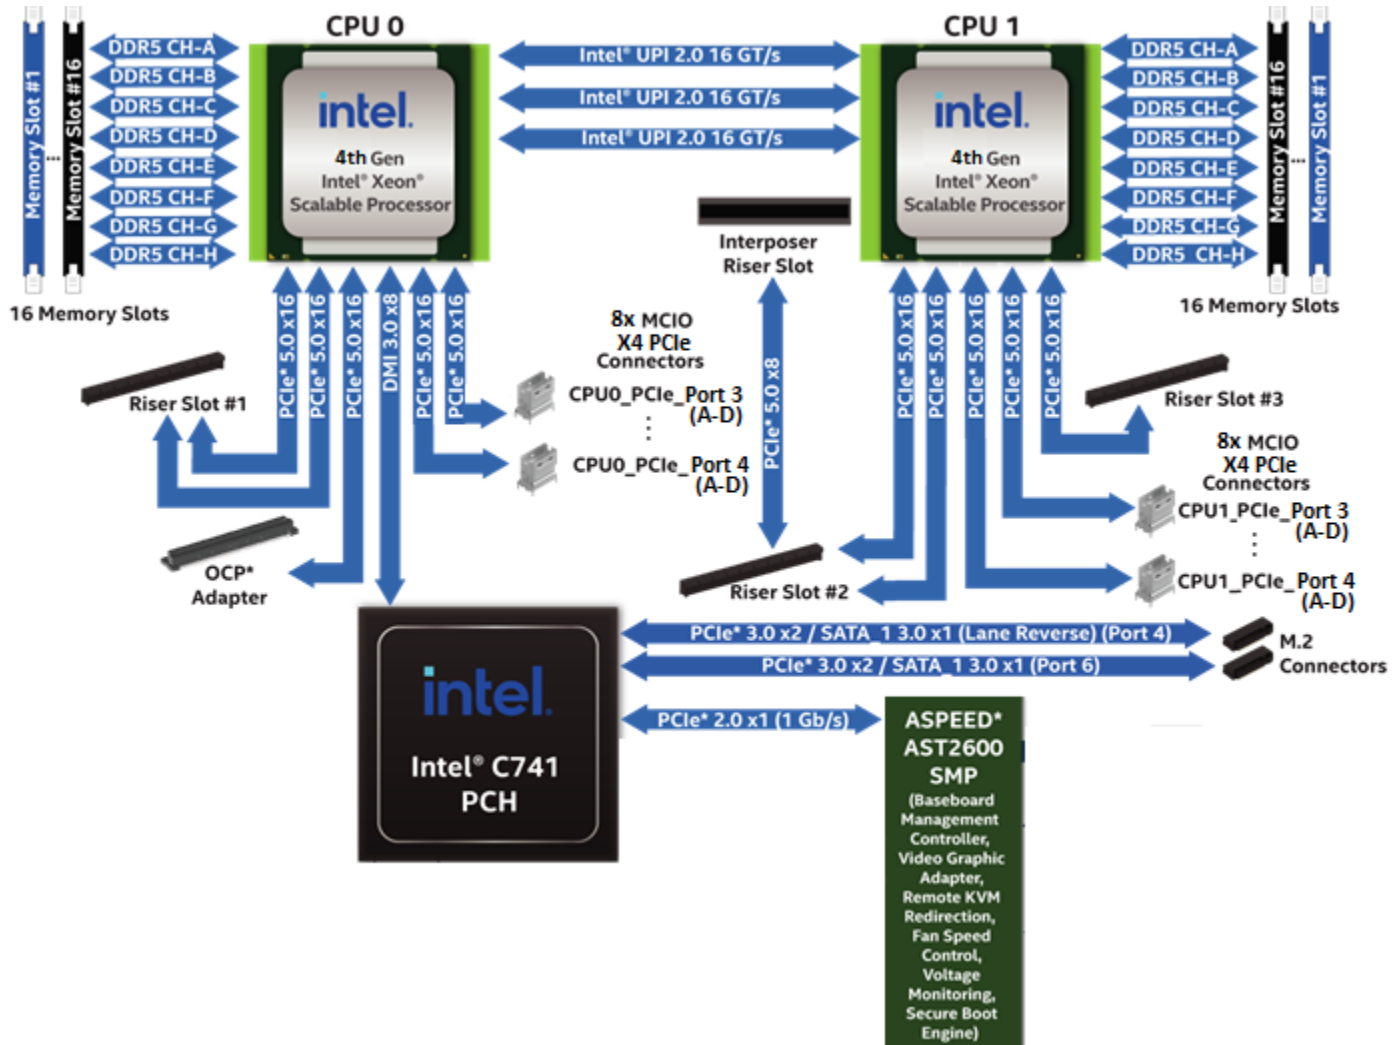 CPU 0
CPU 1
Memory Slot #1
...
Memory Slot #16
DDR5 CH-A
DDR5 CH-B
DDR5 CH-C
DDR5 CH-D
DDR5 CH-E
DDR5 CH-F
DDR5 CH-G
DDR5 CH-H
16 Memory Slots
intel.
4th Gen
Intel® Xeon®
Scalable Processor
Intel® UPI 2.0 16 GT/s
Intel® UPI 2.0 16 GT/s
Intel® UPI 2.0 16 GT/s
intel.
4th Gen
Intel® Xeon®
Scalable Processor
DDR5 CH-A
DDR5 CH-B
DDR5 CH-C
DDR5 CH-D
DDR5 CH-E
DDR5 CH-F
DDR5 CH-G
DDR5 CH-H
Memory Slot #16
...
Memory Slot #1
16 Memory Slots
Interposer
Riser Slot
PCIe* 5.0 x16
PCIe* 5.0 x16
PCIe* 5.0 x16
DMI 3.0 x8
PCIe* 5.0 x16
PCIe* 5.0 x16
8x MCIO
X4 PCIe
Connectors
CPU0_PCIe_Port 3
(A-D)
CPU0_PCIe_Port 4
(A-D)
PCIe* 5.0 x8
PCIe* 5.0 x16
PCIe* 5.0 x16
PCIe* 5.0 x16
PCIe* 5.0 x16
PCIe* 5.0 x16
Riser Slot #1
Riser Slot #3
8x MCIO
X4 PCIe
Connectors
CPU1_PCIe_Port 3
(A-D)
CPU1_PCIe_Port 4
(A-D)
OCP*
Adapter
Riser Slot #2
PCIe* 3.0 x2 / SATA_1 3.0 x1 (Lane Reverse) (Port 4)
PCIe* 3.0 x2 / SATA_1 3.0 x1 (Port 6)
M.2
Connectors
PCIe* 2.0 x1 (1 Gb/s)
intel.
Intel® C741
PCH
ASPEED*
AST2600
SMP
(Baseboard
Management
Controller,
Video Graphic
Adapter,
Remote KVM
Redirection,
Fan Speed
Control,
Voltage
Monitoring,
Secure Boot
Engine)